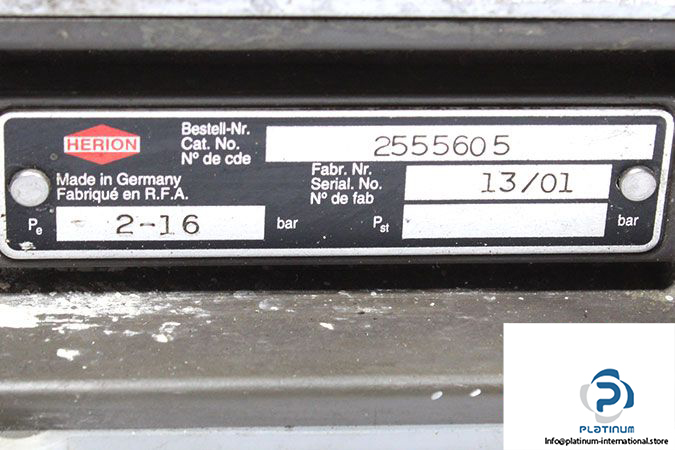 HERION
Bestell-Nr.
Cat. No.
N° de cde
2555605
Made in Germany
Fabriqué en R.F.A.
Fabr. Nr.
Serial. No.
N° de fab
13/01
Pe 2-16 bar
Pst bar
PLATINUM
Info@platinum-international.store